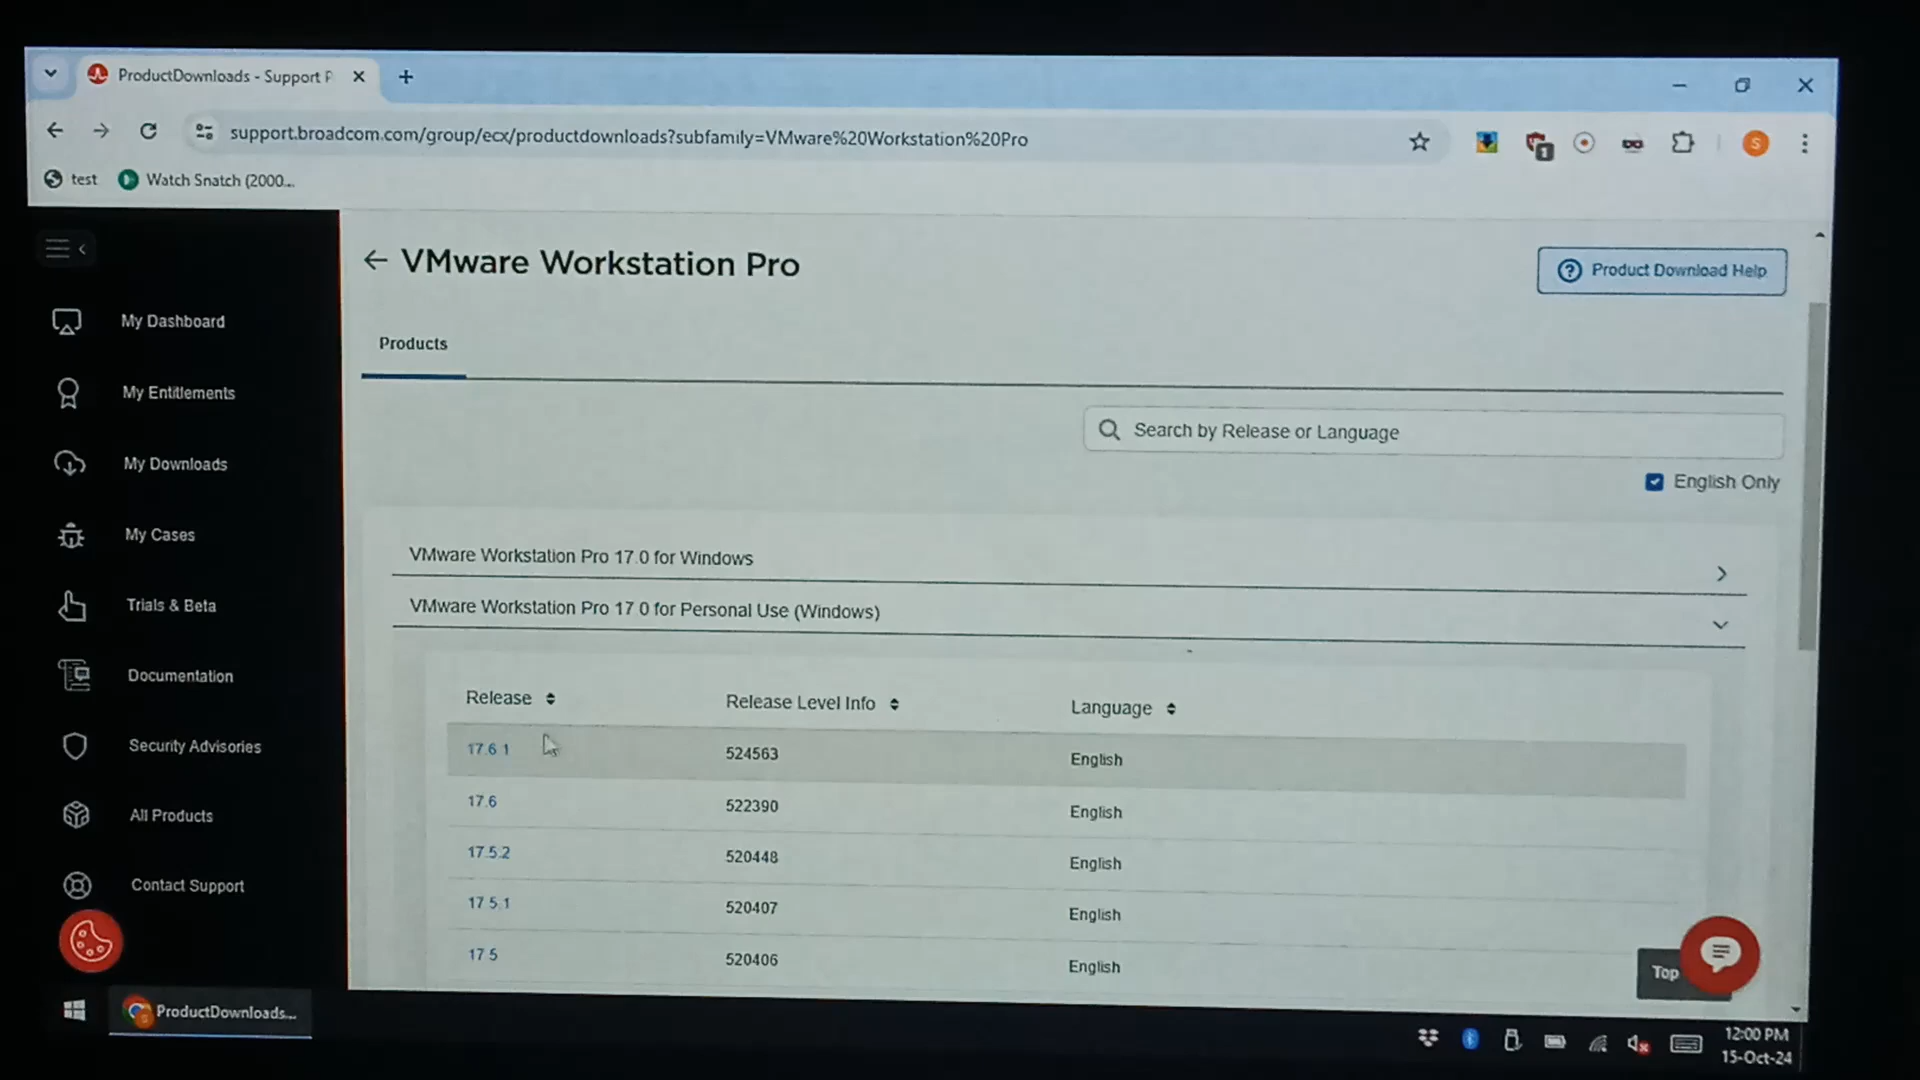 ProductDownloads - Support P
support.broadcom.com/group/ecx/productdownloads?subfamily=VMware%20Workstation%20Pro
1
S
test
Watch Snatch (2000...
VMware Workstation Pro
Product Download Help
My Dashboard
Products
My Entitlements
Search by Release or Language
My Downloads
English Only
My Cases
VMware Workstation Pro 17.0 for Windows
Trials & Beta
VMware Workstation Pro 17 0 for Personal Use (Windows)
Documentation
Release
Release Level Info
Language
Security Advisories
17.6 1
524563
English
17.6
522390
English
All Products
17.5.2
520448
English
Contact Support
17 5.1
520407
English
17 5
520406
English
Top
ProductDownloads...
12:00 PM
15-Oct-24